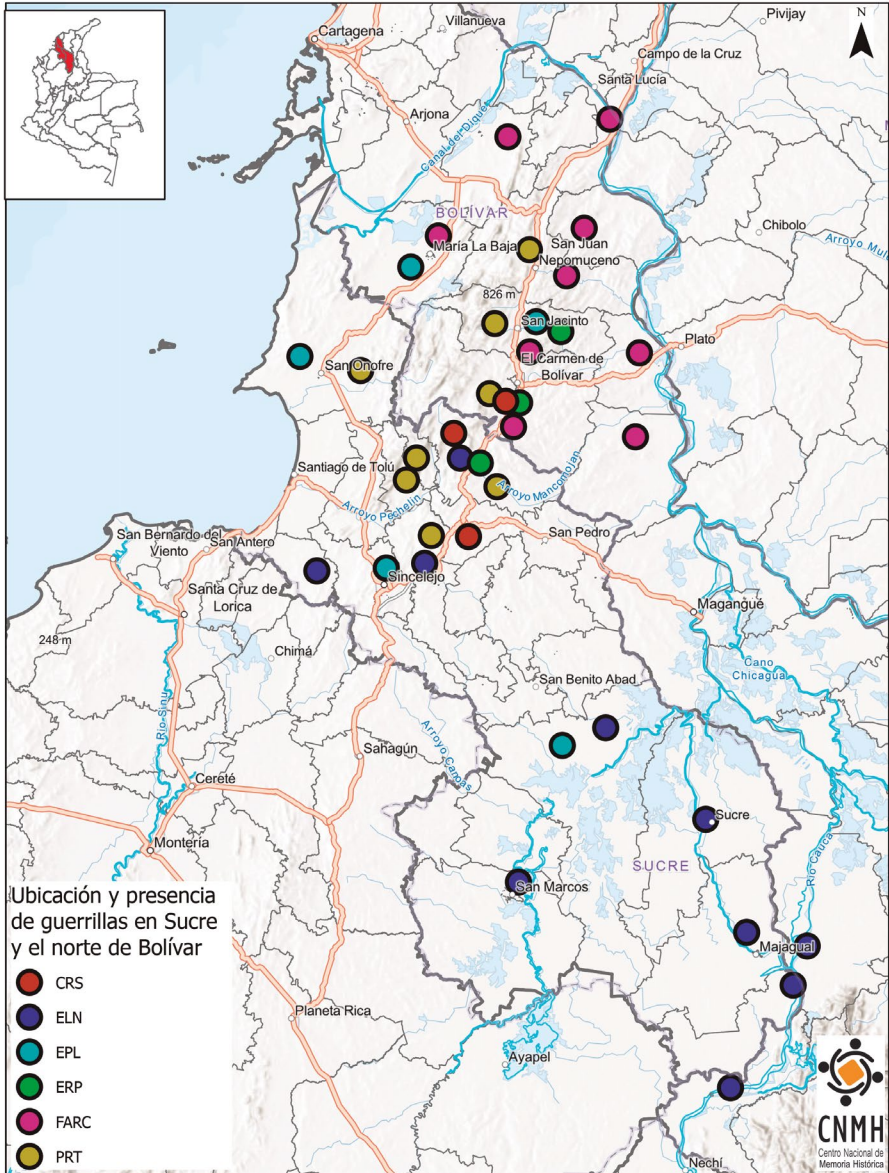 Villanueva
Pivijay
N
Cartagena
Campo de la Cruz
Santa Lucía
Arjona
Canal del Dique
BOLÍVAR
Chibolo
María La Baja
San Juan
Nepomuceno
826 m
San Jacinto
Plato
El Carmen de
Bolívar
San Onofre
Santiago de Tolú
Arroyo Mancomoján
Arroyo Pechelín
San Bernardo del
Viento
San Antero
San Pedro
Sincelejo
Santa Cruz de
Lorica
Magangué
248 m
Chimá
Caño
Chicagua
San Benito Abad
Río Sinú
Arroyo Canoas
Sahagún
Cereté
Sucre
Montería
SUCRE
Río Cauca
San Marcos
Majagual
Planeta Rica
Ayapel
Nechí
Ubicación y presencia
de guerrillas en Sucre
y el norte de Bolívar
CRS
ELN
EPL
ERP
FARC
PRT
CNMH
Centro Nacional de
Memoria Histórica